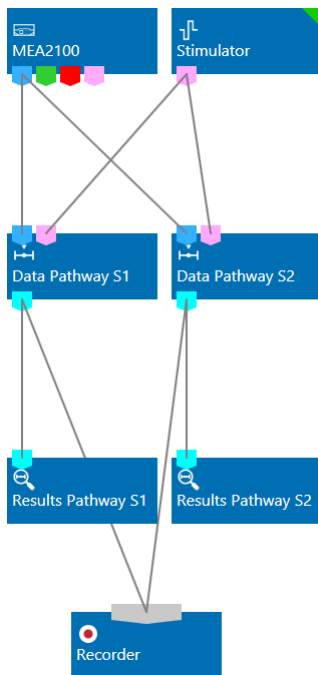 MEA2100
Stimulator
Data Pathway S1
Data Pathway S2
Results Pathway S1
Results Pathway S2
Recorder